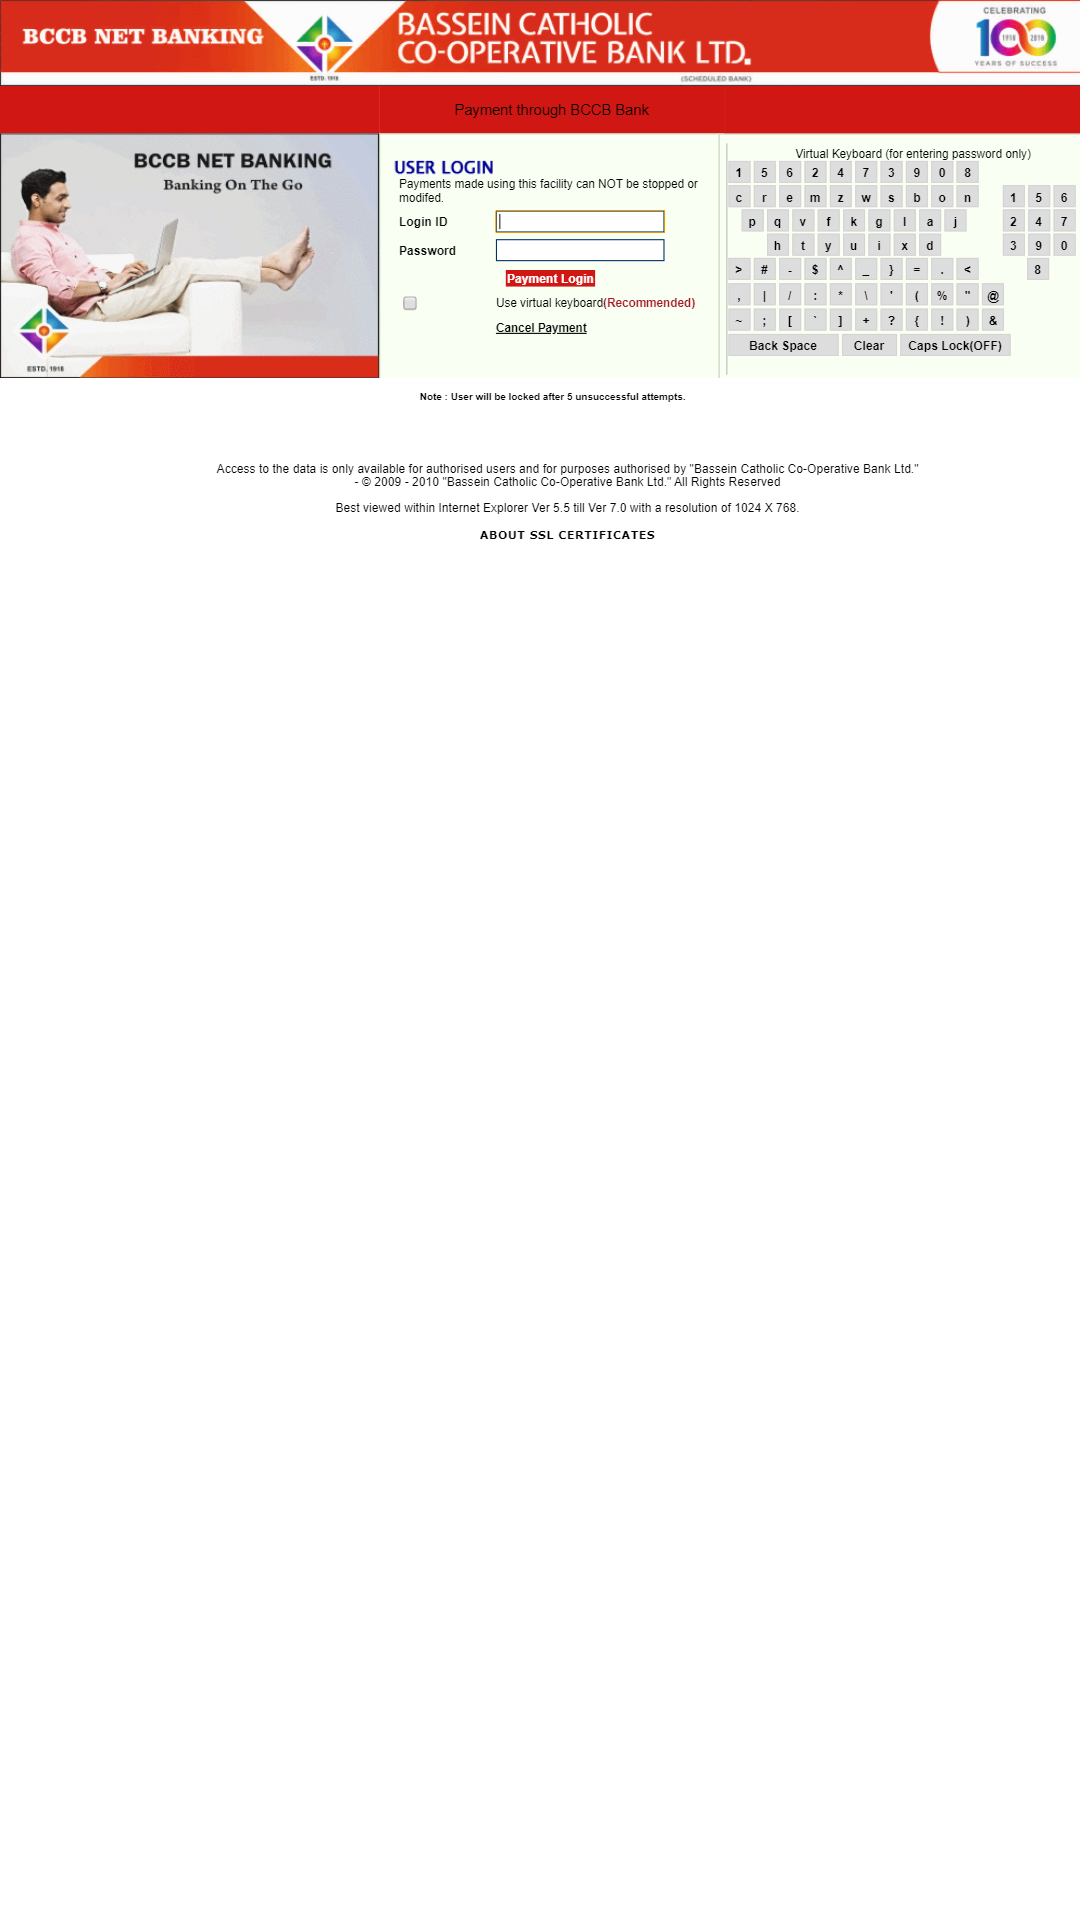 BCCB NET BANKING
ESTD. 1918
BASSEIN CATHOLIC
CO-OPERATIVE BANK LTD.
(SCHEDULED BANK)
CELEBRATING
100
1918 2018
YEARS OF SUCCESS
Payment through BCCB Bank
BCCB NET BANKING
Banking On The Go
ESTD. 1918
USER LOGIN
Payments made using this facility can NOT be stopped or
modifed.
Login ID
Password
Payment Login
Use virtual keyboard(Recommended)
Cancel Payment
Virtual Keyboard (for entering password only)
1 5 6 2 4 7 3 9 0 8
c r e m z w s b o n 1 5 6
p q v f k g l a j 2 4 7
h t y u i x d 3 9 0
> # - $ ^ _ } = . < 8
, | / : * \ ' ( % " @
~ ; [ ` ] + ? { ! ) &
Back Space Clear Caps Lock(OFF)
Note : User will be locked after 5 unsuccessful attempts.
Access to the data is only available for authorised users and for purposes authorised by "Bassein Catholic Co-Operative Bank Ltd."
- © 2009 - 2010 "Bassein Catholic Co-Operative Bank Ltd." All Rights Reserved
Best viewed within Internet Explorer Ver 5.5 till Ver 7.0 with a resolution of 1024 X 768.
ABOUT SSL CERTIFICATES